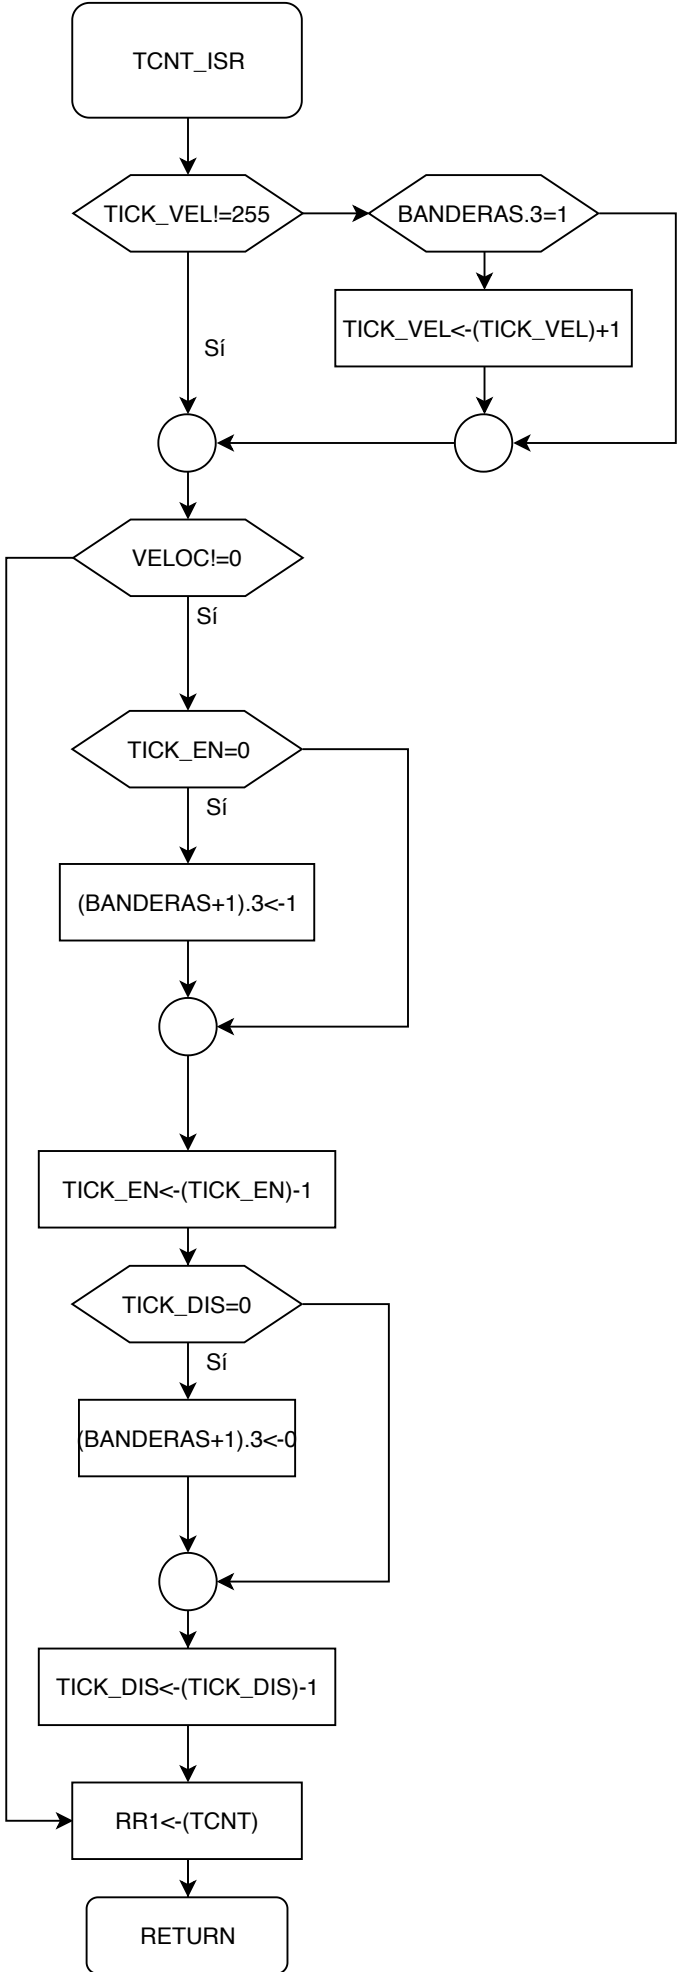 TCNT_ISR
TICK_VEL!=255
BANDERAS.3=1
TICK_VEL<-(TICK_VEL)+1
Sí
VELOC!=0
Sí
TICK_EN=0
Sí
(BANDERAS+1).3<-1
TICK_EN<-(TICK_EN)-1
TICK_DIS=0
Sí
(BANDERAS+1).3<-0
TICK_DIS<-(TICK_DIS)-1
RR1<-(TCNT)
RETURN